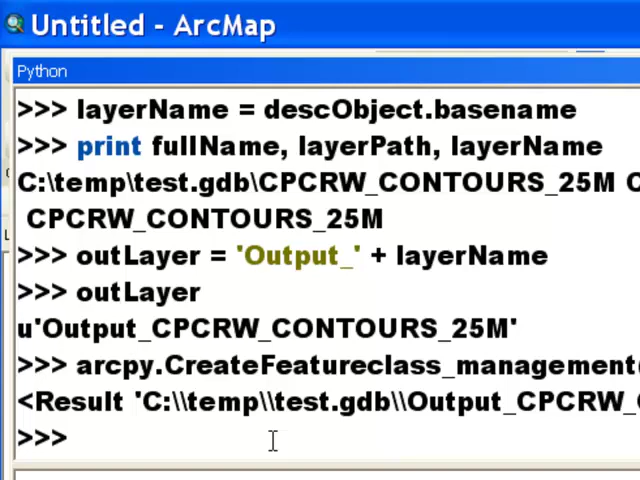 Untitled - ArcMap
Python
>>> layerName = descObject.basename
>>> print fullName, layerPath, layerName
C:\temp\test.gdb\CPCRW_CONTOURS_25M C
CPCRW_CONTOURS_25M
>>> outLayer = 'Output_' + layerName
>>> outLayer
u'Output_CPCRW_CONTOURS_25M'
>>> arcpy.CreateFeatureclass_management(
<Result 'C:\\temp\\test.gdb\\Output_CPCRW_
>>>